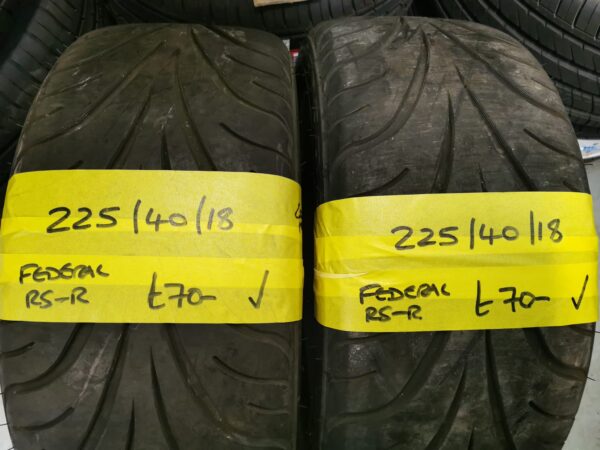 225/40/18
FEDERAL
RS-R £70- ✓
225/40/18
FEDERAL
RS-R £70- ✓